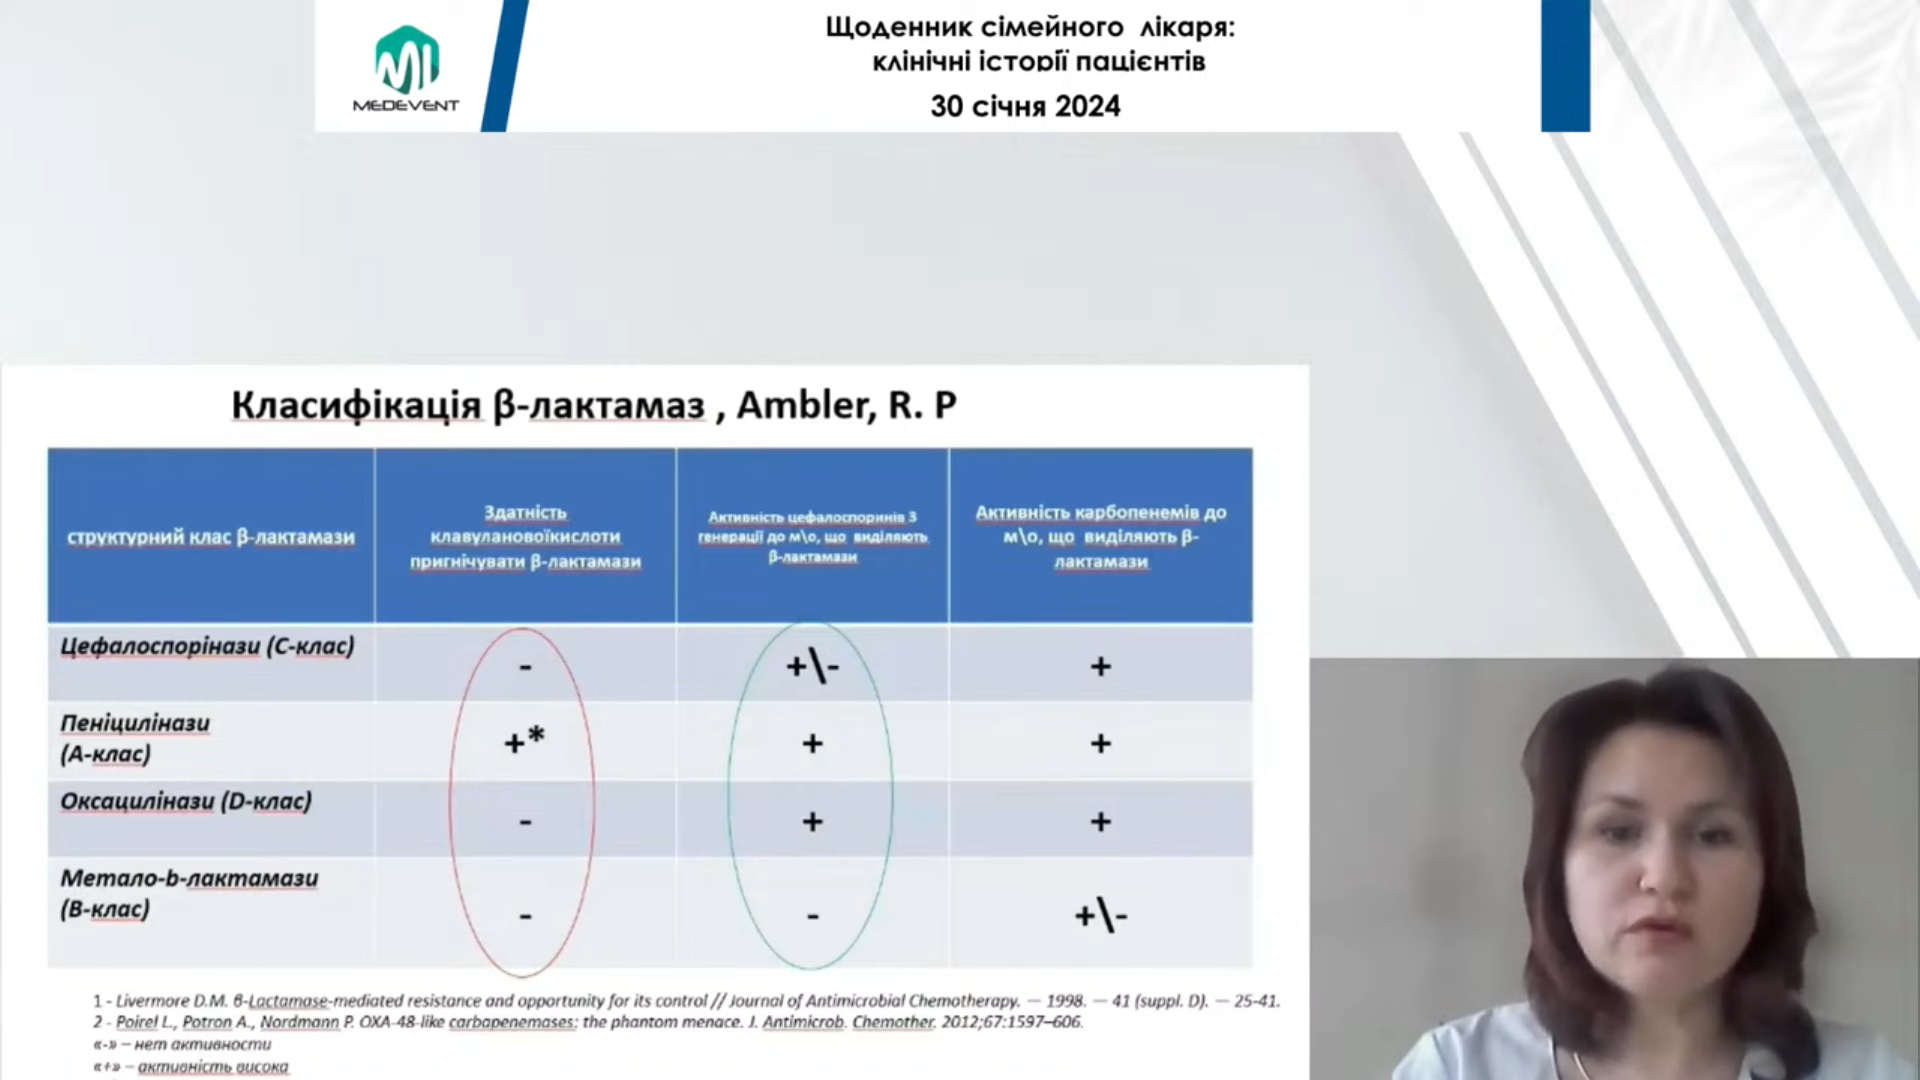 Щоденник сімейного лікаря:
клінічні історії пацієнтів
30 січня 2024
MEDEVENT
Класифікація β-лактамаз , Ambler, R. P
структурний клас β-лактамази
Здатність
клавулановоїкислоти
пригнічувати β-лактамази
Активність цефалоспоринів 3
генерації до м\о, що виділяють
β-лактамази
Активність карбопенемів до
м\о, що виділяють β-
лактамази
Цефалоспорінази (С-клас)
-
+\-
+
Пеніцилінази
(А-клас)
+*
+
+
Оксацилінази (D-клас)
-
+
+
Метало-b-лактамази
(В-клас)
-
-
+\-
1 - Livermore D.M. β-Lactamase-mediated resistance and opportunity for its control // Journal of Antimicrobial Chemotherapy. — 1998. — 41 (suppl. D). — 25-41.
2 - Poirel L., Potron A., Nordmann P. OXA-48-like carbapenemases: the phantom menace. J. Antimicrob. Chemother. 2012;67:1597–606.
«-» – нет активности
«+» – активність висока